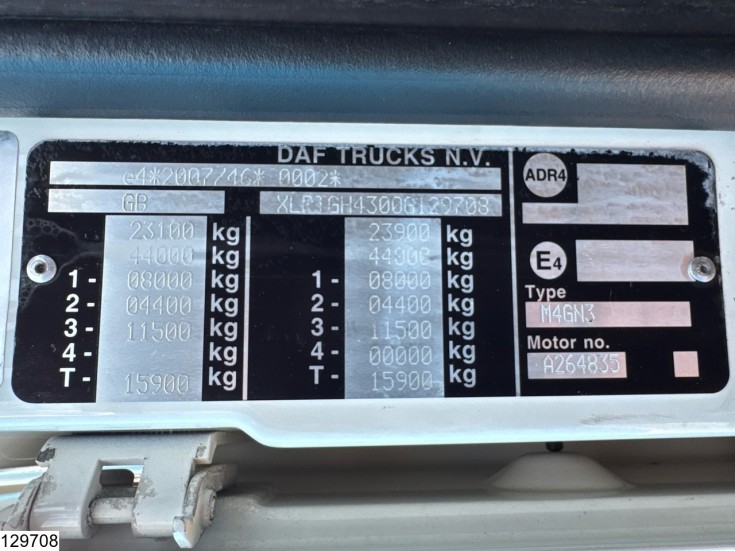 DAF TRUCKS N.V.
e4*2007/46* 0002*
GB
23100 kg 23900 kg
44000 kg 44000 kg
1- 08000 kg 1- 08000 kg
2- 04400 kg 2- 04400 kg
3- 11500 kg 3- 11500 kg
4- kg 4- 00000 kg
T- 15900 kg T- 15900 kg
ADR4
E4
Type
M4GN3
Motor no.
A264835
129708